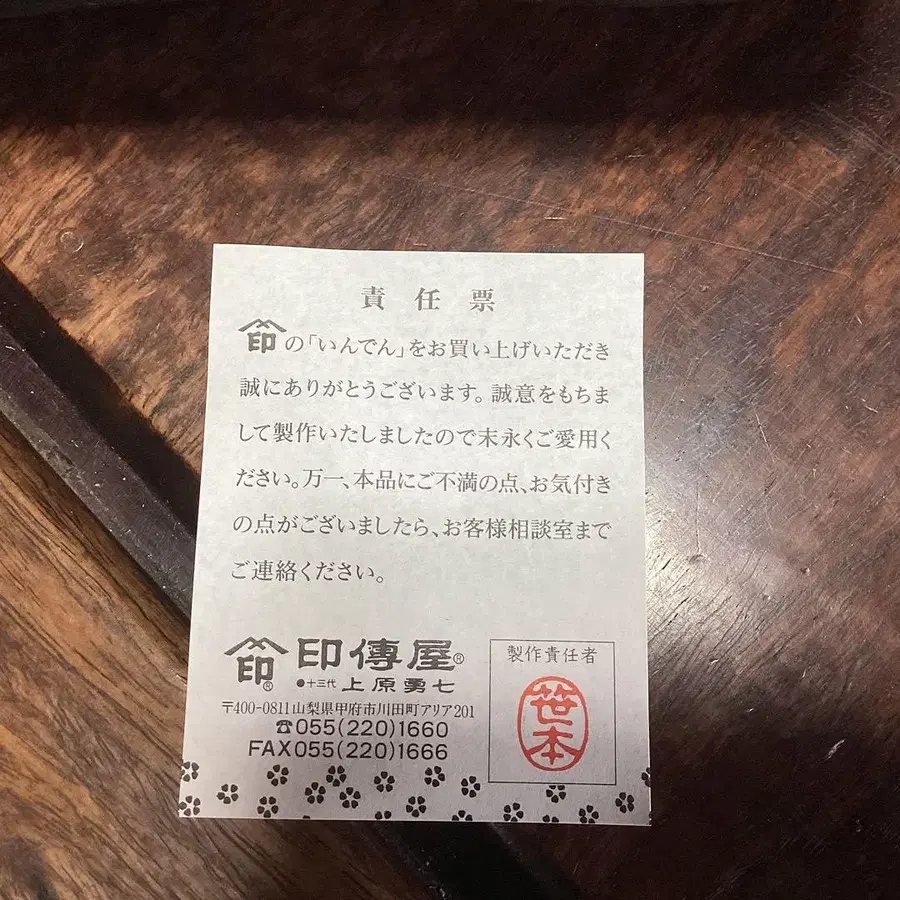 責任票
印の「いんでん」をお買い上げいただき
誠にありがとうございます。誠意をもちま
して製作いたしましたので末永くご愛用く
ださい。万一、本品にご不満の点、お気付き
の点がございましたら、お客様相談室まで
ご連絡ください。
印® 印傳屋®
●十三代 上原勇七
〒400-0811山梨県甲府市川田町アリア201
☎055(220)1660
FAX055(220)1666
製作責任者
笹本